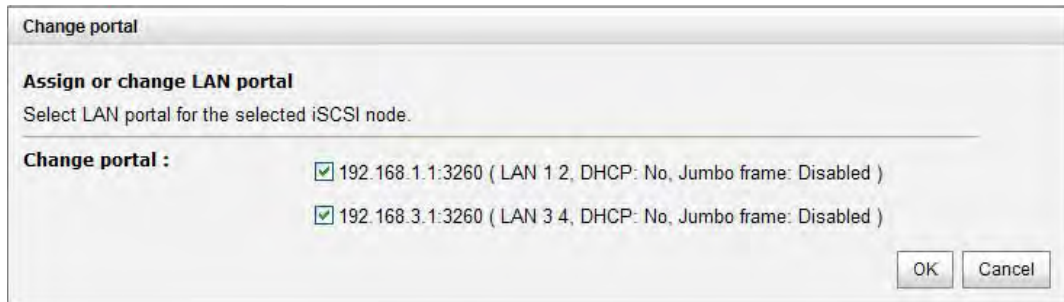 Change portal
Assign or change LAN portal
Select LAN portal for the selected iSCSI node.
Change portal :
192.168.1.1:3260 ( LAN 1 2, DHCP: No, Jumbo frame: Disabled )
192.168.3.1:3260 ( LAN 3 4, DHCP: No, Jumbo frame: Disabled )
OK Cancel